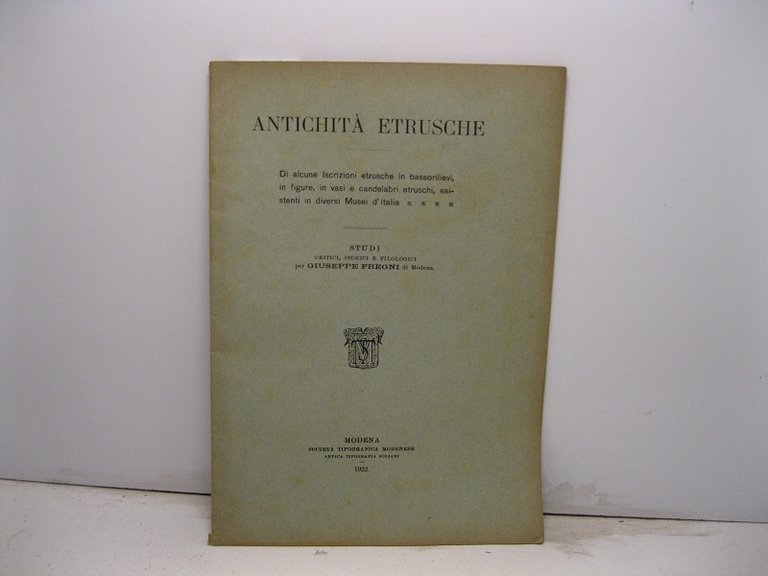 ANTICHITÀ ETRUSCHE
Di alcune Iscrizioni etrusche in bassorilievi,
in figure, in vasi e candelabri etruschi, esi-
stenti in diversi Musei d'Italia
STUDI
CRITICI, STORICI E FILOLOGICI
per GIUSEPPE FREGNI di Modena.
MODENA
SOCIETÀ TIPOGRAFICA MODENESE
ANTICA TIPOGRAFIA SOLIANI
1922.